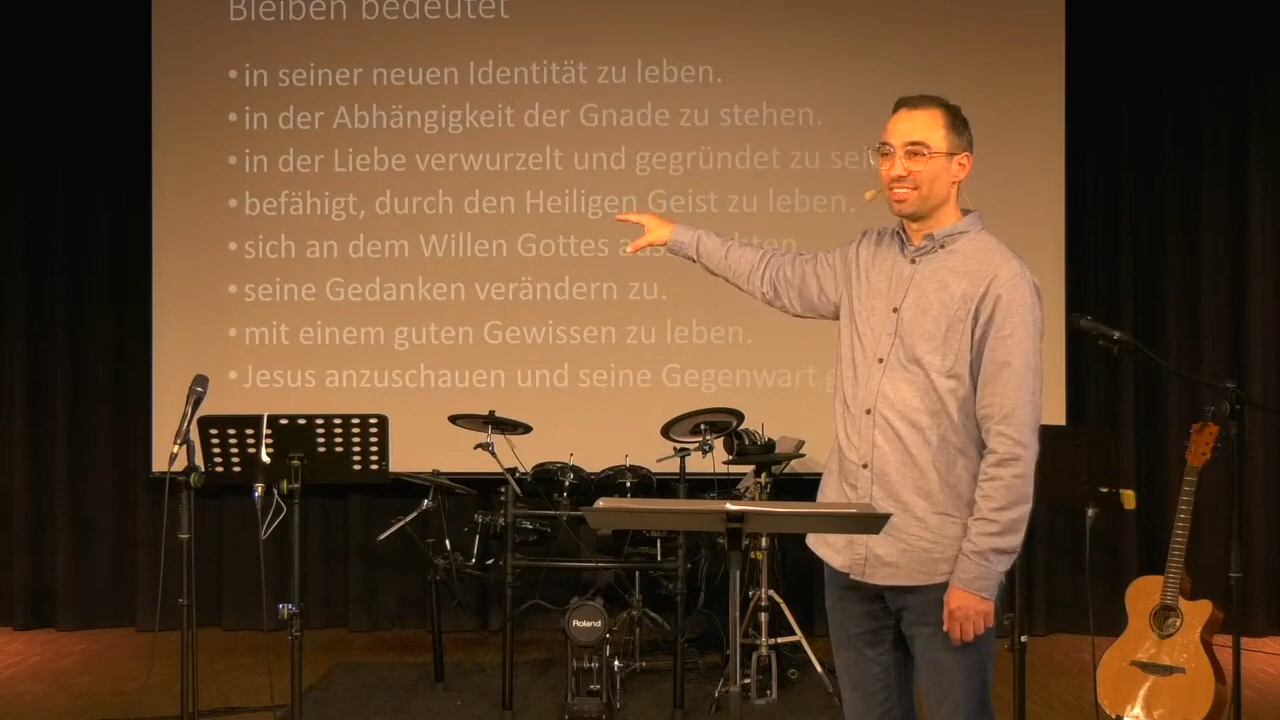 Bleiben bedeutet
• in seiner neuen Identität zu leben.
• in der Abhängigkeit der Gnade zu stehen.
• in der Liebe verwurzelt und gegründet zu
• befähigt, durch den Heiligen Geist zu leben.
• sich an dem Willen Gottes
• seine Gedanken verändern zu.
• mit einem guten Gewissen zu leben.
• Jesus anzuschauen und seine Gegenwart
Roland